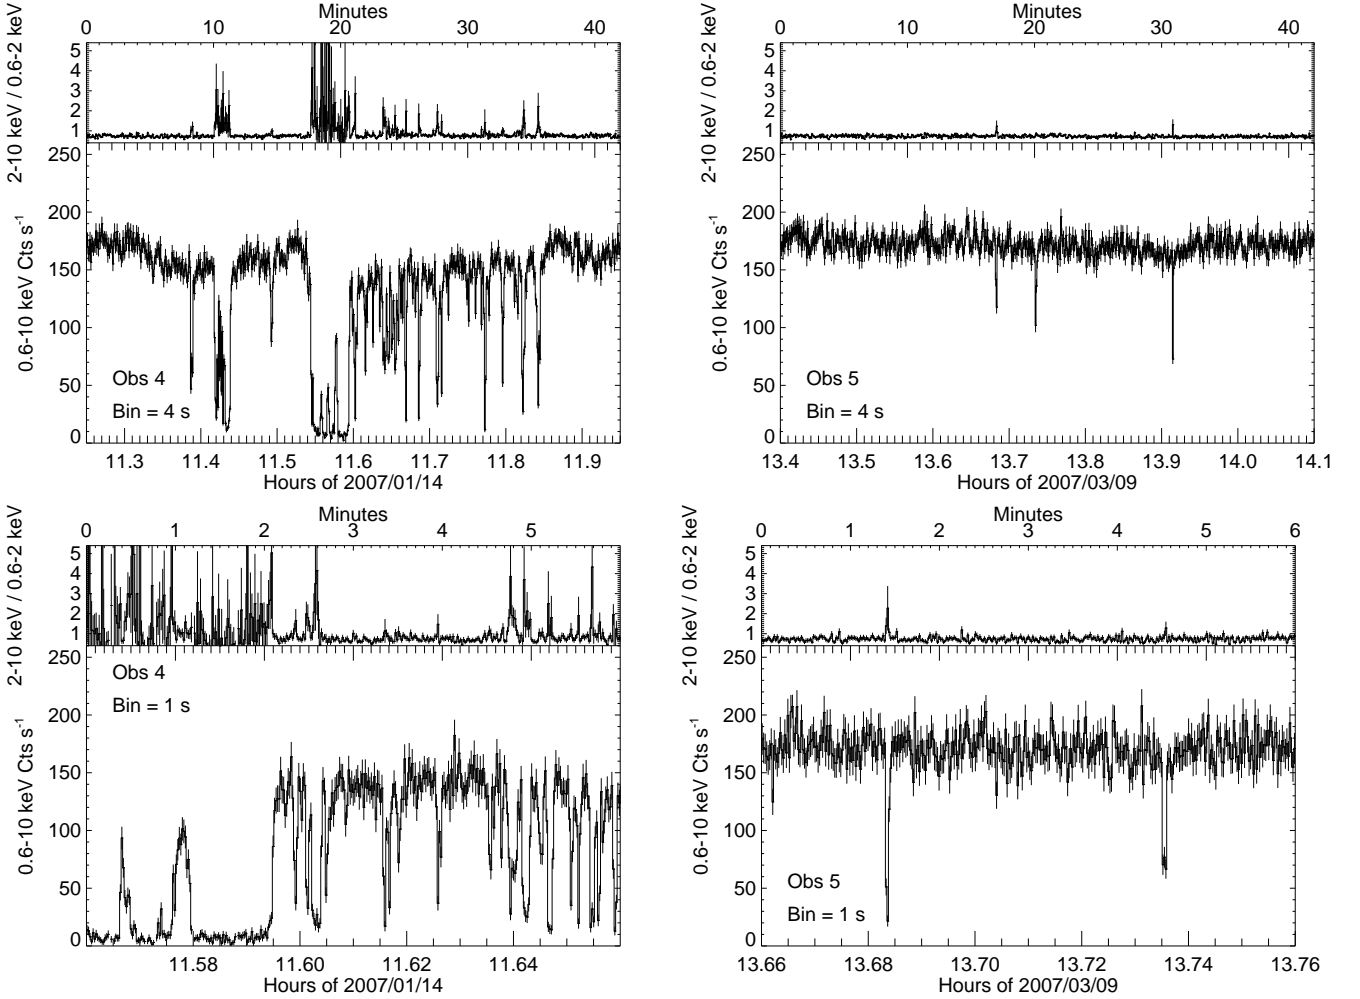 Minutes
0 10 20 30 40
2-10 keV / 0.6-2 keV
5
4
3
2
1
250
200
150
100
50
0
0.6-10 keV Cts s⁻¹
Obs 4
Bin = 4 s
11.3 11.4 11.5 11.6 11.7 11.8 11.9
Hours of 2007/01/14
Minutes
0 10 20 30 40
2-10 keV / 0.6-2 keV
5
4
3
2
1
250
200
150
100
50
0
0.6-10 keV Cts s⁻¹
Obs 5
Bin = 4 s
13.4 13.5 13.6 13.7 13.8 13.9 14.0 14.1
Hours of 2007/03/09
Minutes
0 1 2 3 4 5
2-10 keV / 0.6-2 keV
5
4
3
2
1
250
200
150
100
50
0
0.6-10 keV Cts s⁻¹
Obs 4
Bin = 1 s
11.58 11.60 11.62 11.64
Hours of 2007/01/14
Minutes
0 1 2 3 4 5 6
2-10 keV / 0.6-2 keV
5
4
3
2
1
250
200
150
100
50
0
0.6-10 keV Cts s⁻¹
Obs 5
Bin = 1 s
13.66 13.68 13.70 13.72 13.74 13.76
Hours of 2007/03/09